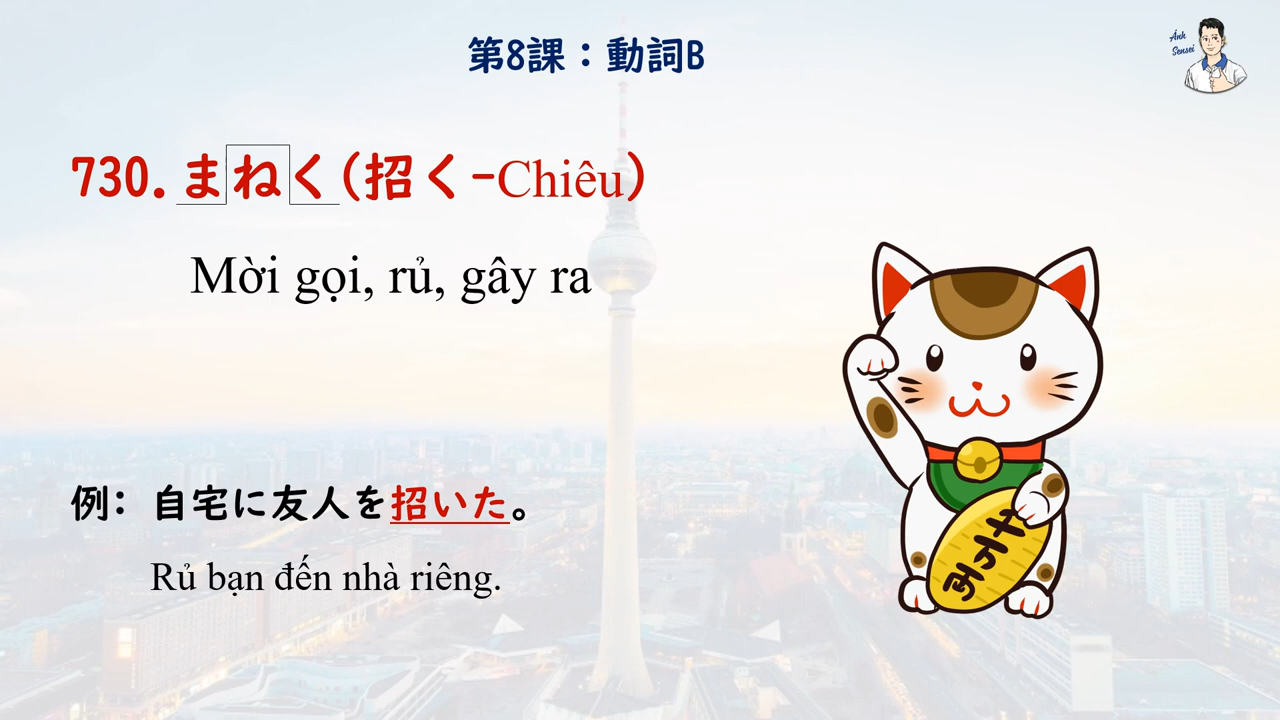 第8課：動詞B
Ánh
Sensei
730.まねく(招く-Chiêu)
Mời gọi, rủ, gây ra
例: 自宅に友人を招いた。
Rủ bạn đến nhà riêng.
千万両